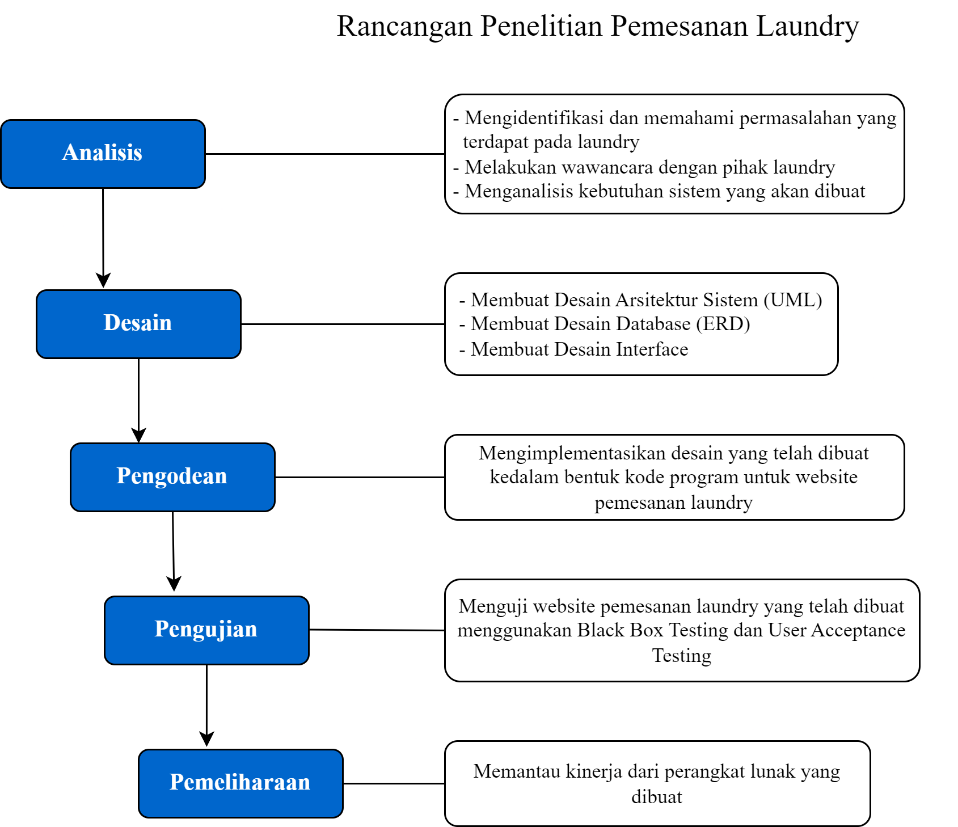 Rancangan Penelitian Pemesanan Laundry
Analisis
- Mengidentifikasi dan memahami permasalahan yang
terdapat pada laundry
- Melakukan wawancara dengan pihak laundry
- Menganalisis kebutuhan sistem yang akan dibuat
Desain
- Membuat Desain Arsitektur Sistem (UML)
- Membuat Desain Database (ERD)
- Membuat Desain Interface
Pengodean
Mengimplementasikan desain yang telah dibuat
kedalam bentuk kode program untuk website
pemesanan laundry
Pengujian
Menguji website pemesanan laundry yang telah dibuat
menggunakan Black Box Testing dan User Acceptance
Testing
Pemeliharaan
Memantau kinerja dari perangkat lunak yang
dibuat